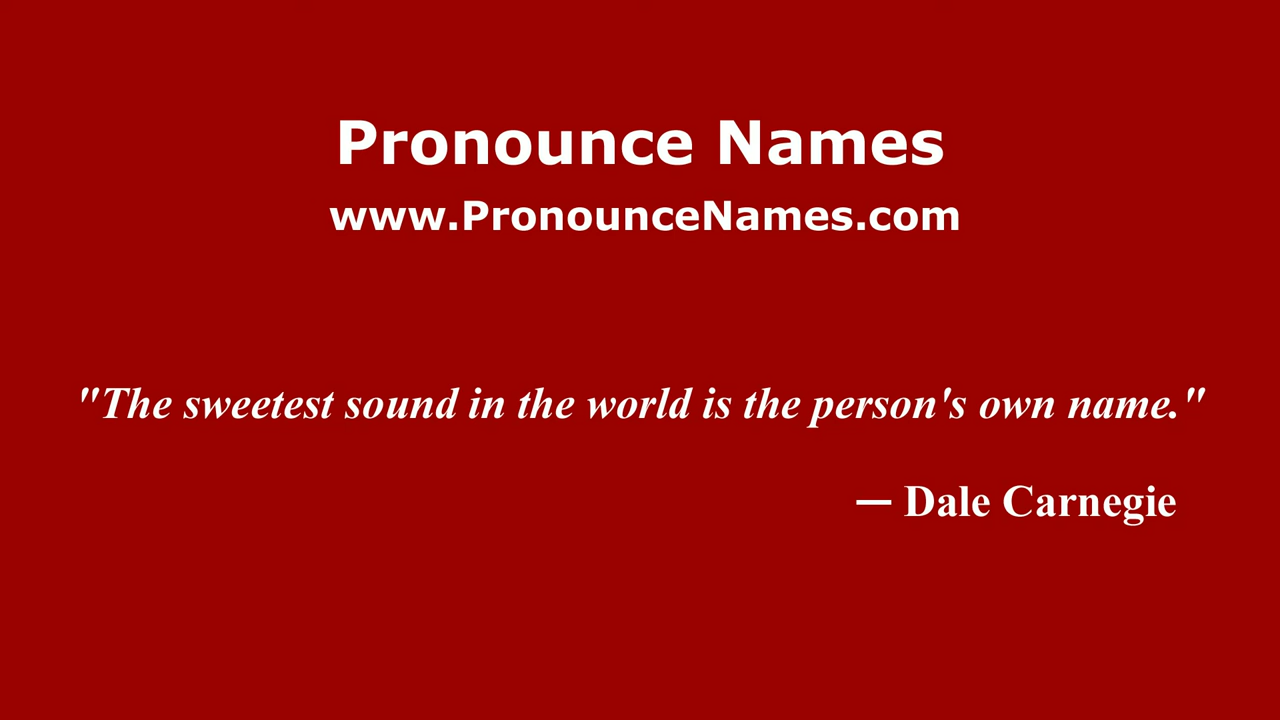 Pronounce Names
www.PronounceNames.com
"The sweetest sound in the world is the person's own name."
— Dale Carnegie